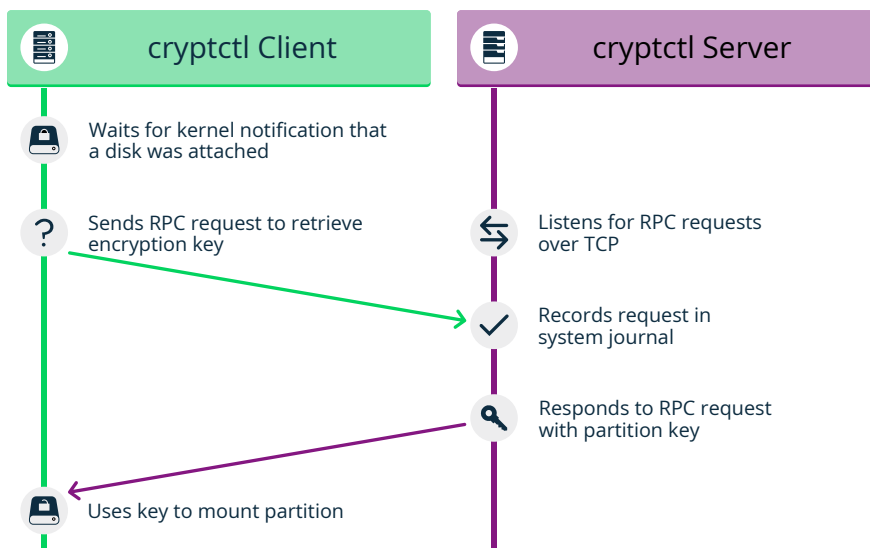 cryptctl Client
cryptctl Server
Waits for kernel notification that
a disk was attached
Sends RPC request to retrieve
encryption key
Listens for RPC requests
over TCP
Records request in
system journal
Responds to RPC request
with partition key
Uses key to mount partition